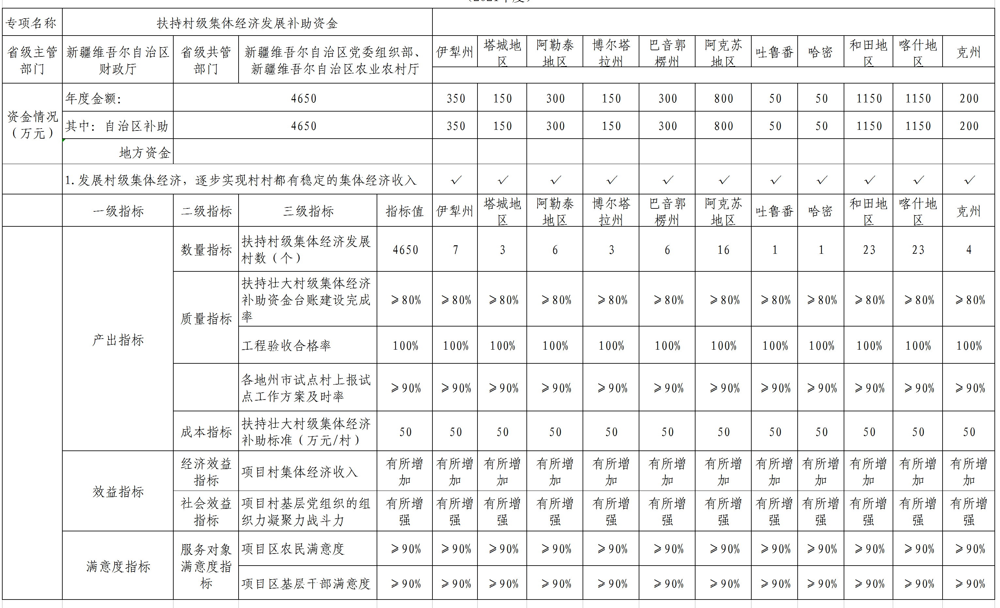 （2021年度）
专项名称 扶持村级集体经济发展补助资金
省级主管部门 新疆维吾尔自治区财政厅 省级共管部门 新疆维吾尔自治区党委组织部、新疆维吾尔自治区农业农村厅 伊犁州 塔城地区 阿勒泰地区 博尔塔拉州 巴音郭楞州 阿克苏地区 吐鲁番 哈密 和田地区 喀什地区 克州
资金情况（万元） 年度金额： 4650 350 150 300 150 300 800 50 50 1150 1150 200
其中：自治区补助 4650 350 150 300 150 300 800 50 50 1150 1150 200
地方资金
1.发展村级集体经济，逐步实现村村都有稳定的集体经济收入 √ √ √ √ √ √ √ √ √ √ √
一级指标 二级指标 三级指标 指标值 伊犁州 塔城地区 阿勒泰地区 博尔塔拉州 巴音郭楞州 阿克苏地区 吐鲁番 哈密 和田地区 喀什地区 克州
产出指标 数量指标 扶持村级集体经济发展村数（个） 4650 7 3 6 3 6 16 1 1 23 23 4
质量指标 扶持壮大村级集体经济补助资金台账建设完成率 ≥80% ≥80% ≥80% ≥80% ≥80% ≥80% ≥80% ≥80% ≥80% ≥80% ≥80% ≥80%
工程验收合格率 100% 100% 100% 100% 100% 100% 100% 100% 100% 100% 100% 100%
各地州市试点村上报试点工作方案及时率 ≥90% ≥90% ≥90% ≥90% ≥90% ≥90% ≥90% ≥90% ≥90% ≥90% ≥90% ≥90%
成本指标 扶持壮大村级集体经济补助标准（万元/村） 50 50 50 50 50 50 50 50 50 50 50 50
效益指标 经济效益指标 项目村集体经济收入 有所增加 有所增加 有所增加 有所增加 有所增加 有所增加 有所增加 有所增加 有所增加 有所增加 有所增加 有所增加
社会效益指标 项目村基层党组织的组织力凝聚力战斗力 有所增强 有所增强 有所增强 有所增强 有所增强 有所增强 有所增强 有所增强 有所增强 有所增强 有所增强 有所增强
满意度指标 服务对象满意度指标 项目区农民满意度 ≥90% ≥90% ≥90% ≥90% ≥90% ≥90% ≥90% ≥90% ≥90% ≥90% ≥90% ≥90%
项目区基层干部满意度 ≥90% ≥90% ≥90% ≥90% ≥90% ≥90% ≥90% ≥90% ≥90% ≥90% ≥90% ≥90%